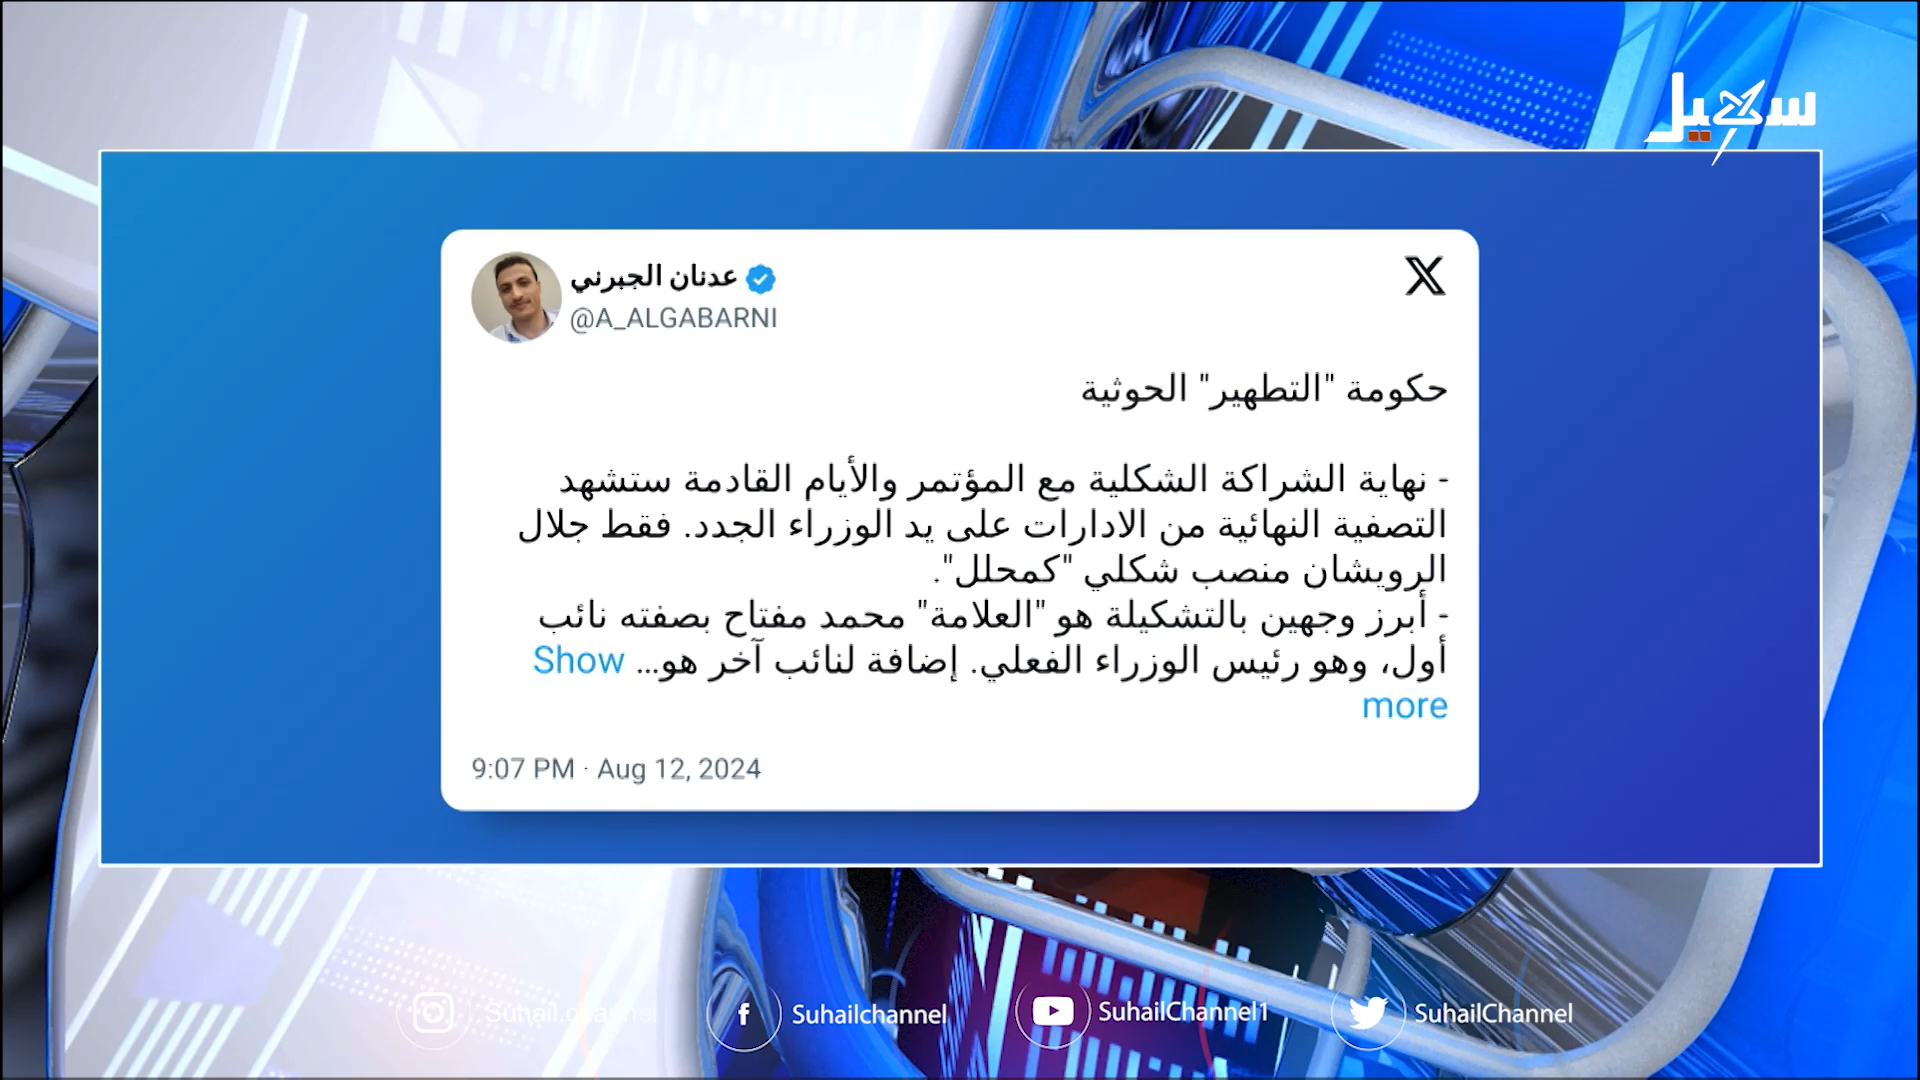 سهيل
عدنان الجبرني
@A_ALGABARNI
حكومة "التطهير" الحوثية
- نهاية الشراكة الشكلية مع المؤتمر والأيام القادمة ستشهد
التصفية النهائية من الادارات على يد الوزراء الجدد. فقط جلال
الرويشان منصب شكلي "كمحلل".
- أبرز وجهين بالتشكيلة هو "العلامة" محمد مفتاح بصفته نائب
أول، وهو رئيس الوزراء الفعلي. إضافة لنائب آخر هو... Show
more
9:07 PM · Aug 12, 2024
Suhail.channel
Suhailchannel
SuhailChannel1
SuhailChannel